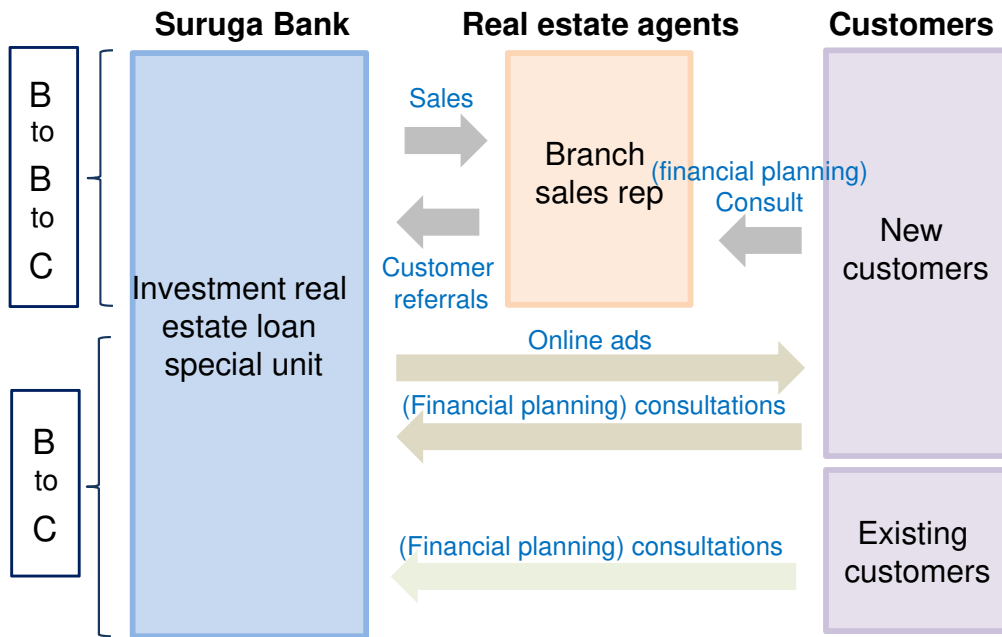 Suruga Bank
Real estate agents
Customers
B
to
B
to
C
B
to
C
Investment real
estate loan
special unit
Sales
Customer
referrals
Branch
sales rep
(financial planning)
Consult
New
customers
Online ads
(Financial planning) consultations
(Financial planning) consultations
Existing
customers